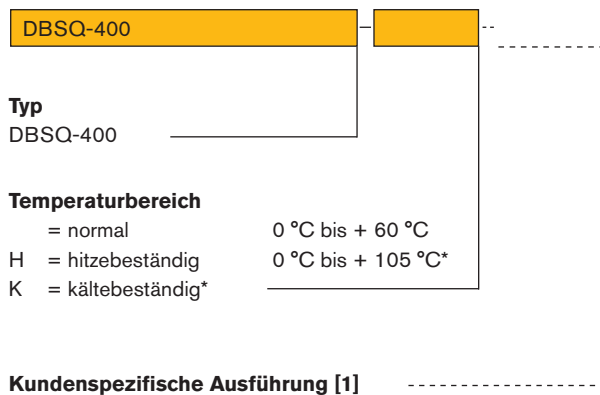 DBSQ-400
Typ
DBSQ-400
Temperaturbereich
= normal 0 °C bis + 60 °C
H = hitzebeständig 0 °C bis + 105 °C*
K = kältebeständig*
Kundenspezifische Ausführung [1]